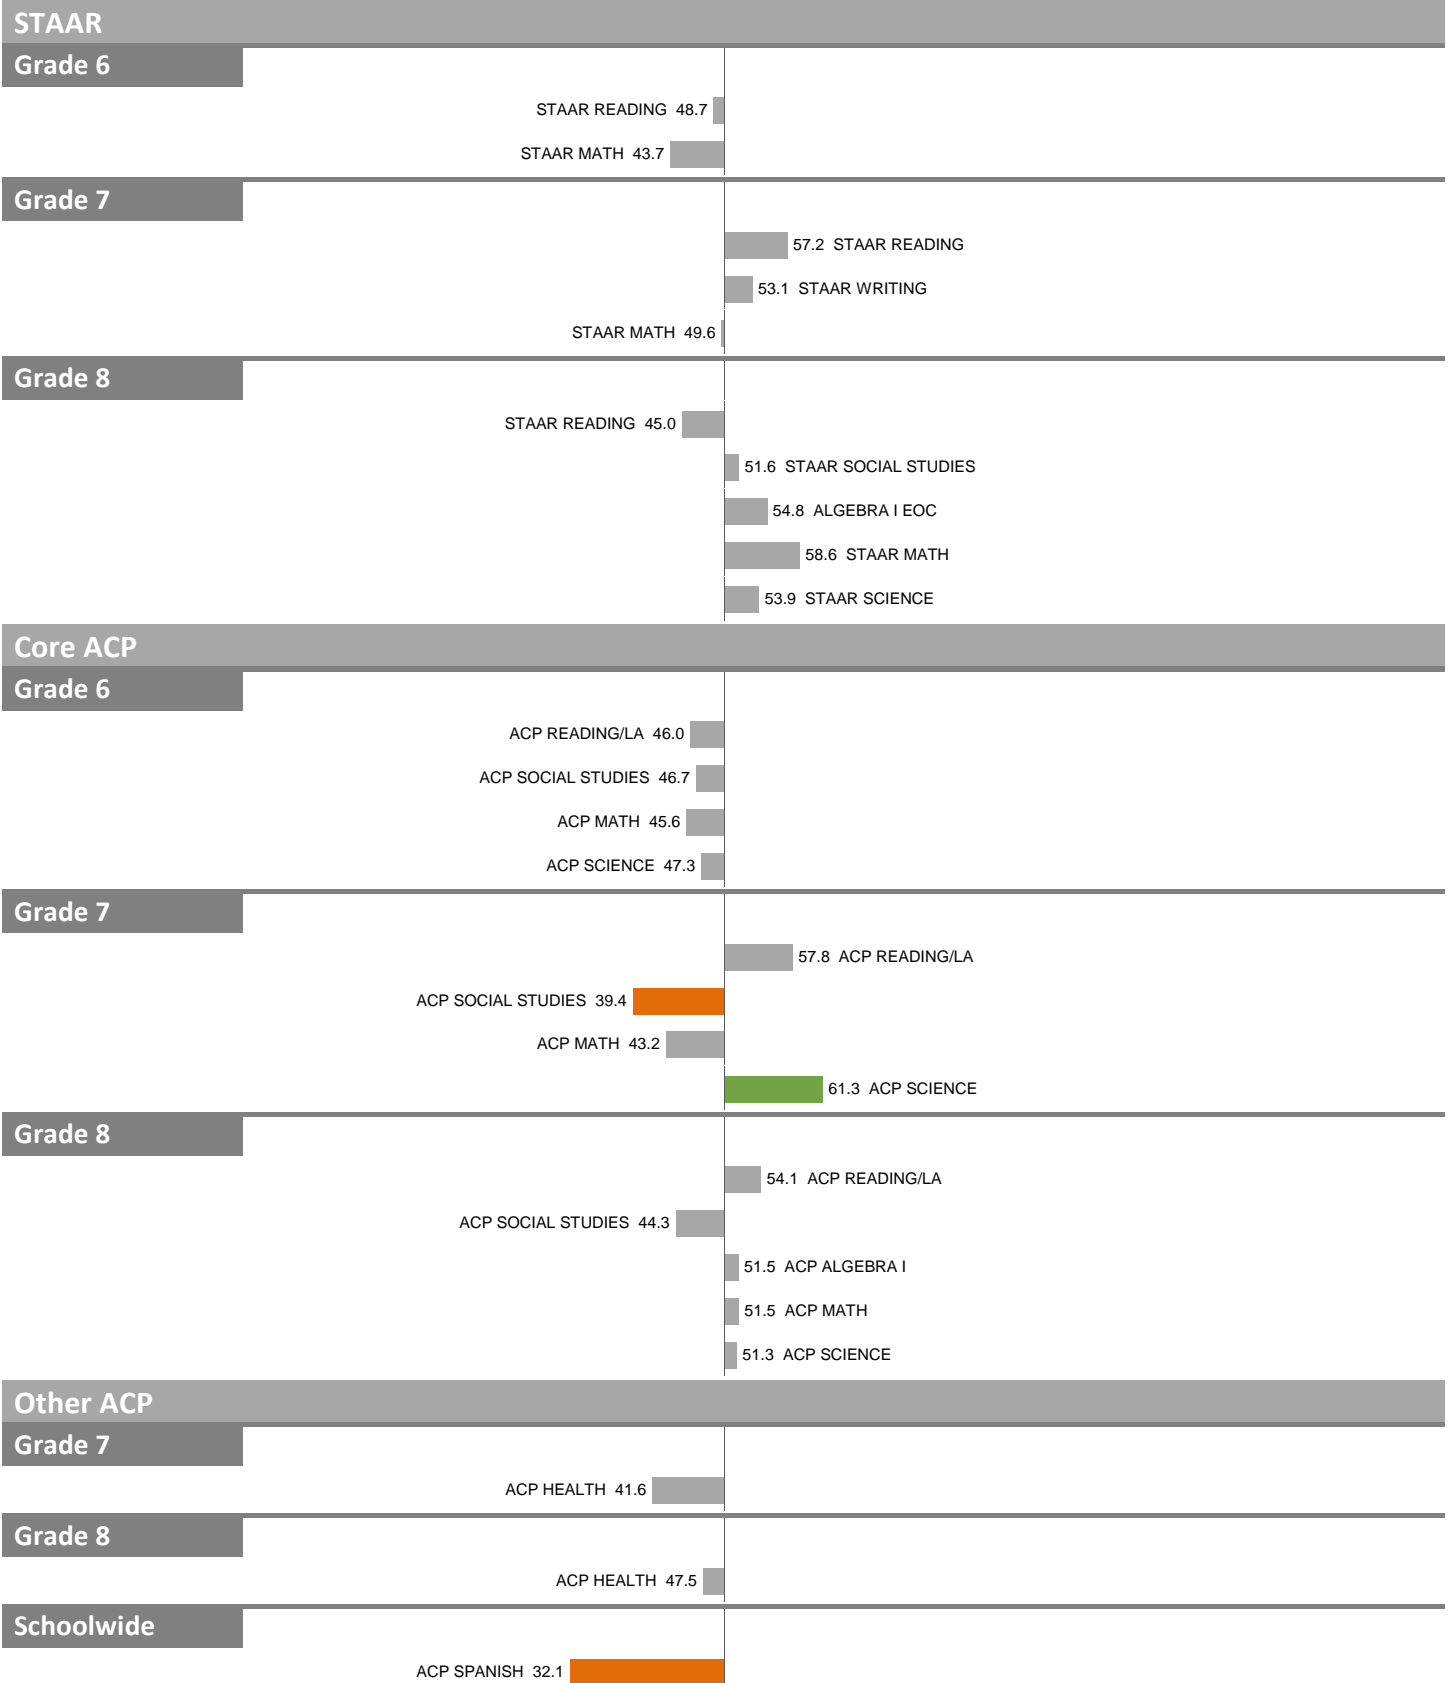 STAAR
Grade 6
STAAR READING 48.7
STAAR MATH 43.7
Grade 7
57.2 STAAR READING
53.1 STAAR WRITING
STAAR MATH 49.6
Grade 8
STAAR READING 45.0
51.6 STAAR SOCIAL STUDIES
54.8 ALGEBRA I EOC
58.6 STAAR MATH
53.9 STAAR SCIENCE
Core ACP
Grade 6
ACP READING/LA 46.0
ACP SOCIAL STUDIES 46.7
ACP MATH 45.6
ACP SCIENCE 47.3
Grade 7
57.8 ACP READING/LA
ACP SOCIAL STUDIES 39.4
ACP MATH 43.2
61.3 ACP SCIENCE
Grade 8
54.1 ACP READING/LA
ACP SOCIAL STUDIES 44.3
51.5 ACP ALGEBRA I
51.5 ACP MATH
51.3 ACP SCIENCE
Other ACP
Grade 7
ACP HEALTH 41.6
Grade 8
ACP HEALTH 47.5
Schoolwide
ACP SPANISH 32.1